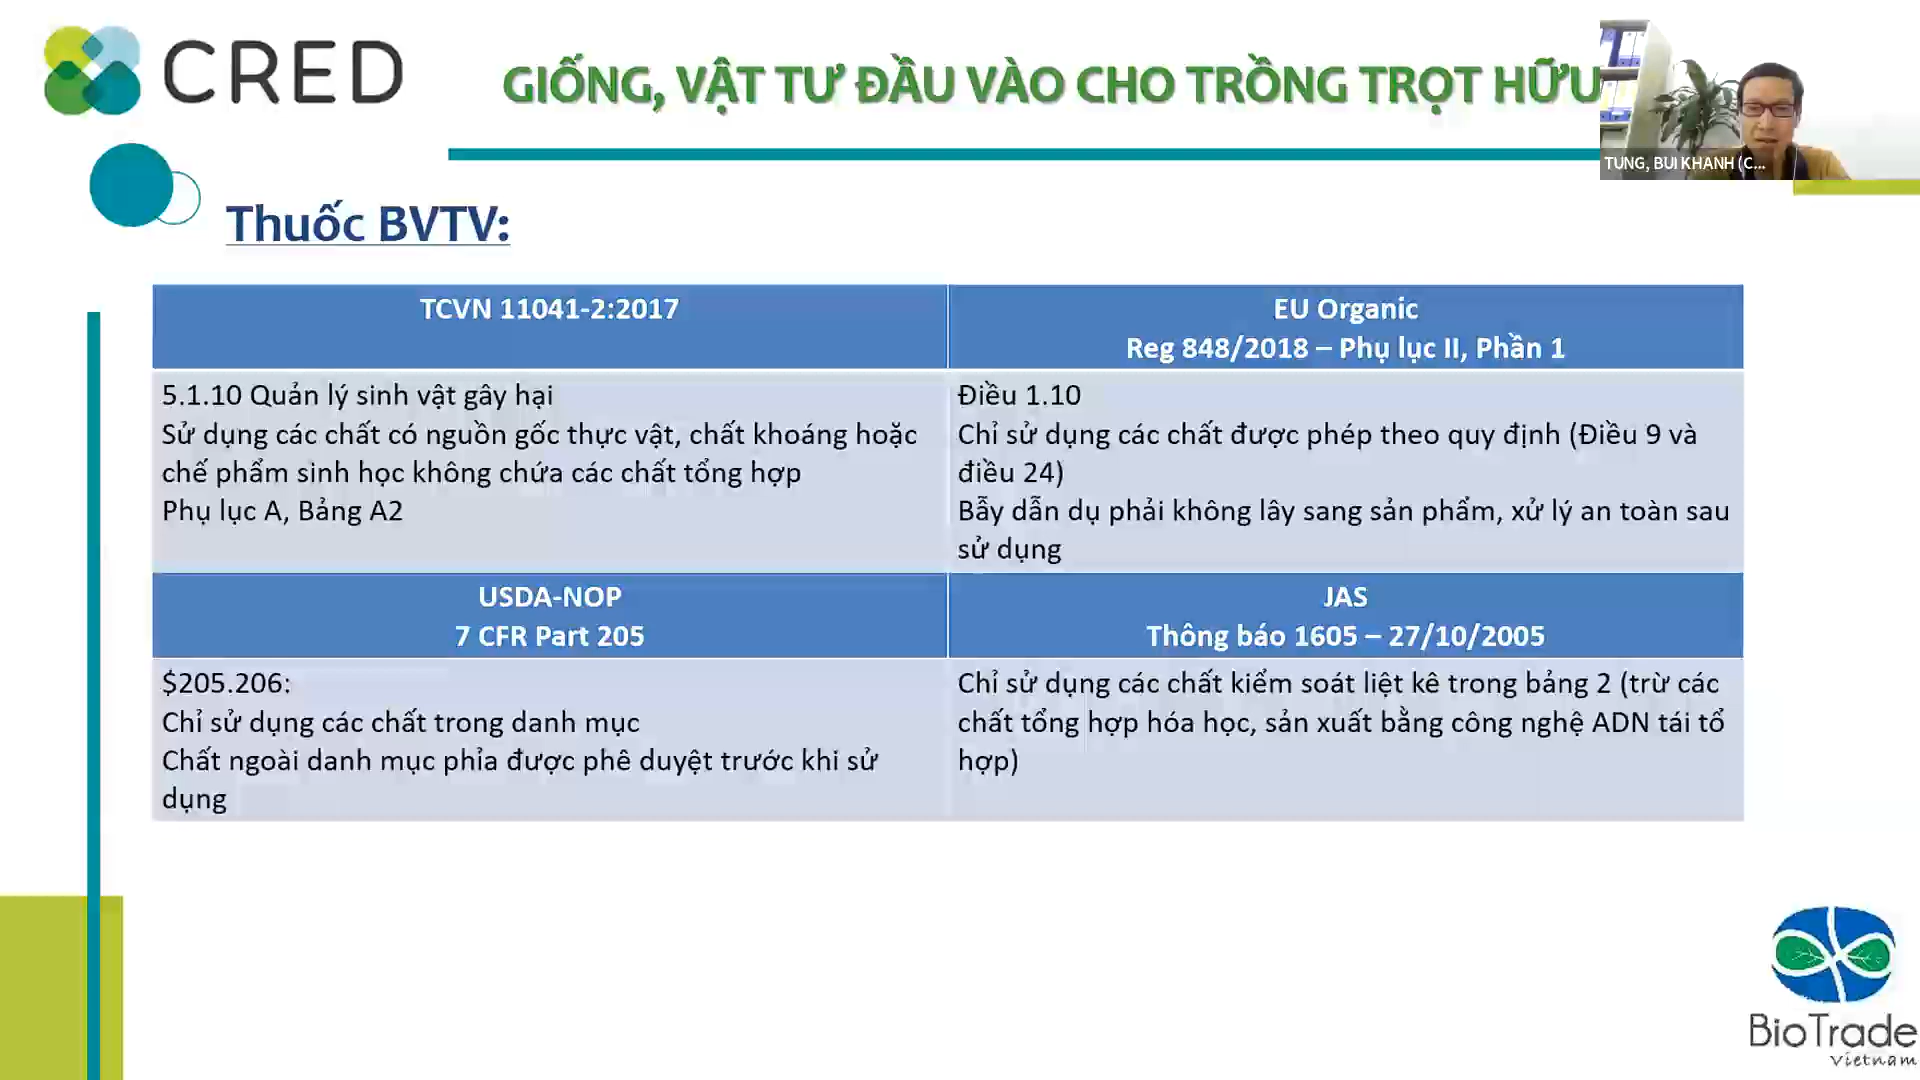 CRED
GIỐNG, VẬT TƯ ĐẦU VÀO CHO TRỒNG TRỌT HỮU
TUNG, BUI KHANH (C...
Thuốc BVTV:
TCVN 11041-2:2017
5.1.10 Quản lý sinh vật gây hại
Sử dụng các chất có nguồn gốc thực vật, chất khoáng hoặc
chế phẩm sinh học không chứa các chất tổng hợp
Phụ lục A, Bảng A2
EU Organic
Reg 848/2018 – Phụ lục II, Phần 1
Điều 1.10
Chỉ sử dụng các chất được phép theo quy định (Điều 9 và
điều 24)
Bẫy dẫn dụ phải không lây sang sản phẩm, xử lý an toàn sau
sử dụng
USDA-NOP
7 CFR Part 205
$205.206:
Chỉ sử dụng các chất trong danh mục
Chất ngoài danh mục phỉa được phê duyệt trước khi sử
dụng
JAS
Thông báo 1605 – 27/10/2005
Chỉ sử dụng các chất kiểm soát liệt kê trong bảng 2 (trừ các
chất tổng hợp hóa học, sản xuất bằng công nghệ ADN tái tổ
hợp)
BioTrade
Vietnam